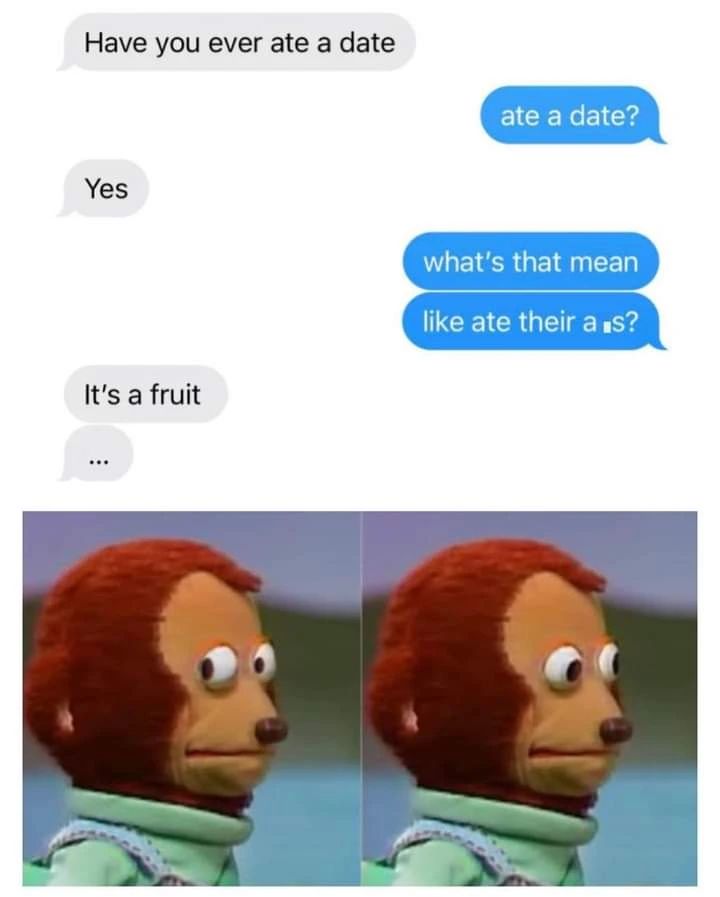 Have you ever ate a date
ate a date?
Yes
what's that mean
like ate their a s?
It's a fruit
...